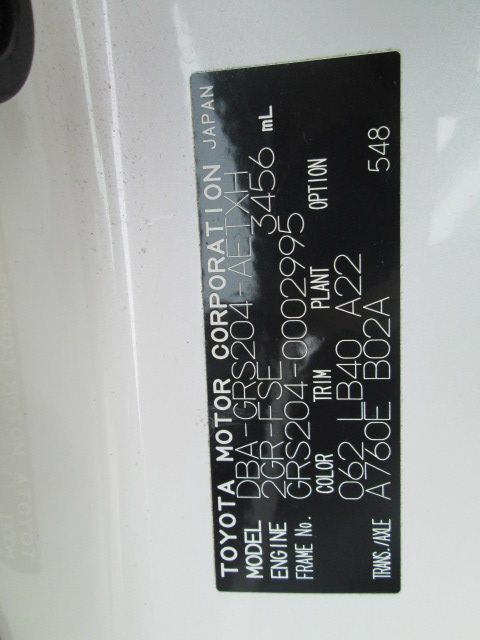 TOYOTA MOTOR CORPORATION JAPAN
MODEL DBA-GRS204-AETXH
ENGINE 2GR-FSE 3456 mL
FRAME No. GRS204-0002995
COLOR TRIM PLANT OPTION
062 LB40 A22
TRANS./AXLE A760E B02A 548